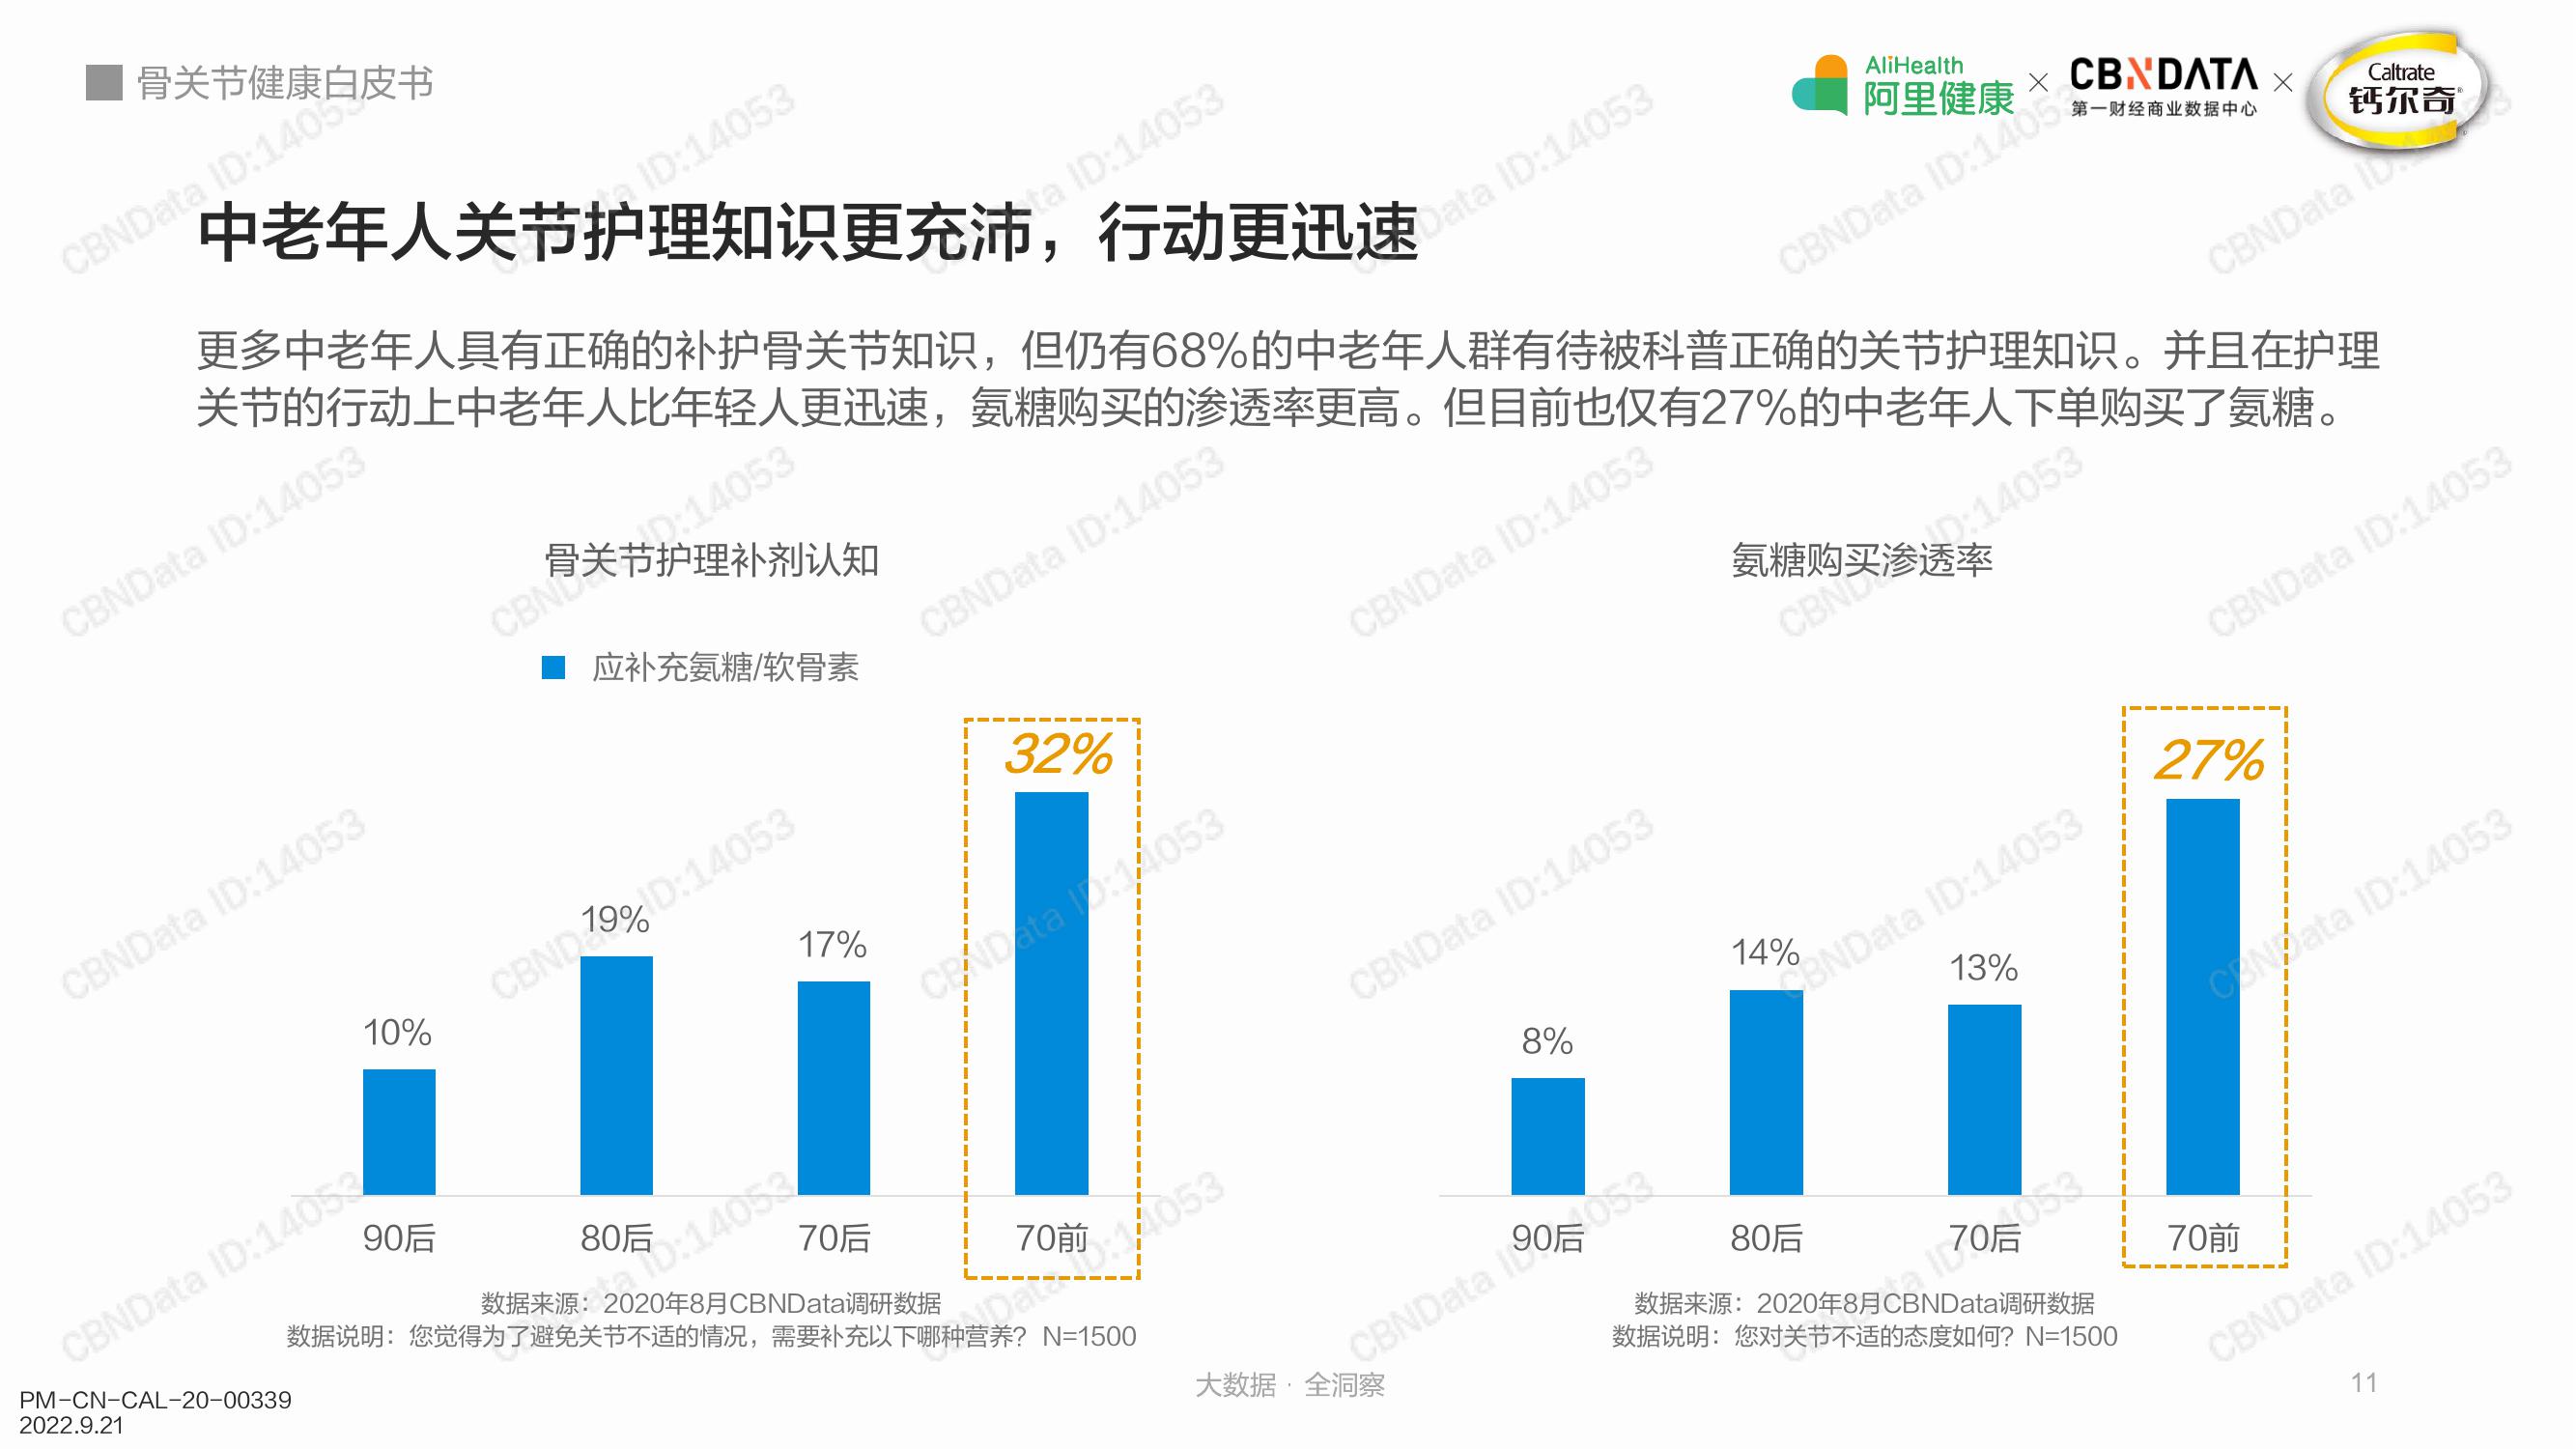 骨关节健康白皮书
AliHealth
阿里健康
×
CBNDATA
第一财经商业数据中心
×
Caltrate
钙尔奇®
中老年人关节护理知识更充沛，行动更迅速
更多中老年人具有正确的补护骨关节知识，但仍有68%的中老年人群有待被科普正确的关节护理知识。并且在护理
关节的行动上中老年人比年轻人更迅速，氨糖购买的渗透率更高。但目前也仅有27%的中老年人下单购买了氨糖。
骨关节护理补剂认知
应补充氨糖/软骨素
10%
19%
17%
32%
90后
80后
70后
70前
数据来源：2020年8月CBNData调研数据
数据说明：您觉得为了避免关节不适的情况，需要补充以下哪种营养？N=1500
氨糖购买渗透率
8%
14%
13%
27%
90后
80后
70后
70前
数据来源：2020年8月CBNData调研数据
数据说明：您对关节不适的态度如何？N=1500
大数据 · 全洞察
11
PM-CN-CAL-20-00339
2022.9.21
CBNData ID:14053